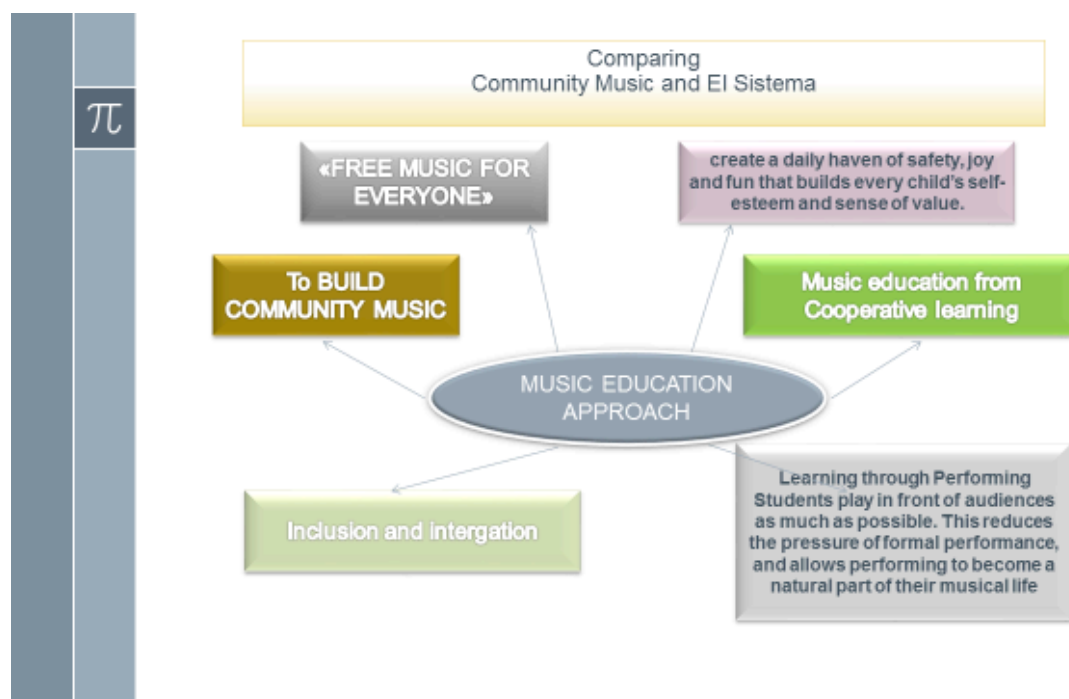 π
Comparing
Community Music and El Sistema
«FREE MUSIC FOR
EVERYONE»
create a daily haven of safety, joy
and fun that builds every child's self-
esteem and sense of value.
To BUILD
COMMUNITY MUSIC
Music education from
Cooperative learning
MUSIC EDUCATION
APPROACH
Inclusion and intergation
Learning through Performing
Students play in front of audiences
as much as possible. This reduces
the pressure of formal performance,
and allows performing to become a
natural part of their musical life